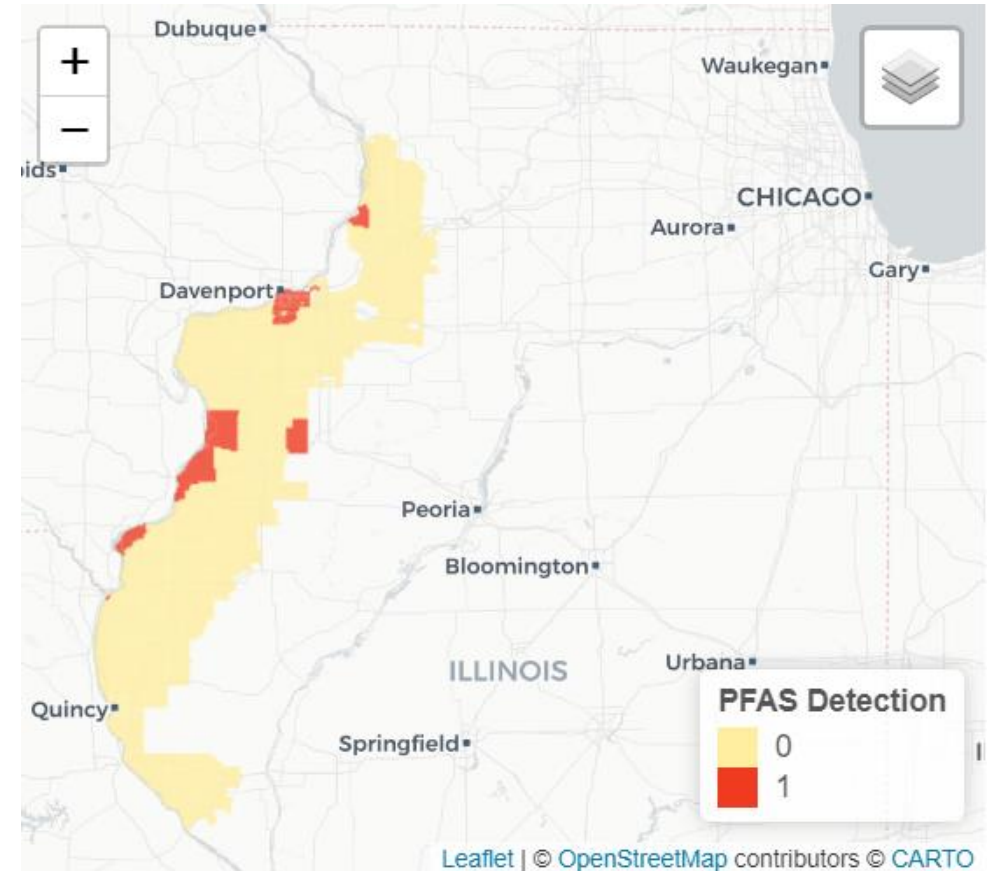 Dubuque
+
Waukegan
−
ids
CHICAGO
Aurora
Gary
Davenport
Peoria
Bloomington
ILLINOIS
Urbana
Quincy
PFAS Detection
Springfield
0
I
1
Leaflet | © OpenStreetMap contributors © CARTO